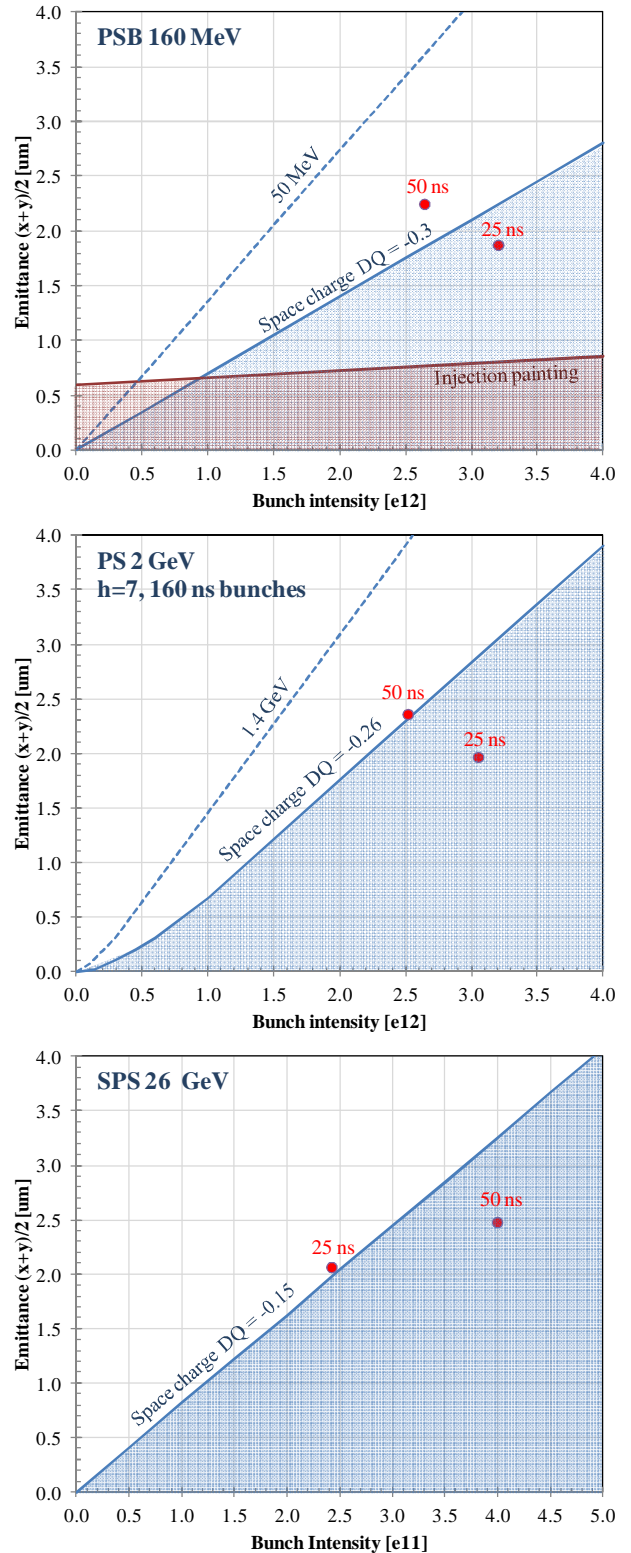 PSB 160 MeV
4.0
3.5
3.0
2.5
2.0
1.5
1.0
0.5
0.0
Emittance (x+y)/2 [um]
50 MeV
50 ns
25 ns
Space charge DQ = -0.3
Injection painting
0.0 0.5 1.0 1.5 2.0 2.5 3.0 3.5 4.0
Bunch intensity [e12]
PS 2 GeV
h=7, 160 ns bunches
4.0
3.5
3.0
2.5
2.0
1.5
1.0
0.5
0.0
Emittance (x+y)/2 [um]
1.4 GeV
50 ns
25 ns
Space charge DQ = -0.26
0.0 0.5 1.0 1.5 2.0 2.5 3.0 3.5 4.0
Bunch intensity [e12]
SPS 26 GeV
4.0
3.5
3.0
2.5
2.0
1.5
1.0
0.5
0.0
Emittance (x+y)/2 [um]
50 ns
25 ns
Space charge DQ = -0.15
0.0 0.5 1.0 1.5 2.0 2.5 3.0 3.5 4.0 4.5 5.0
Bunch Intensity [e11]